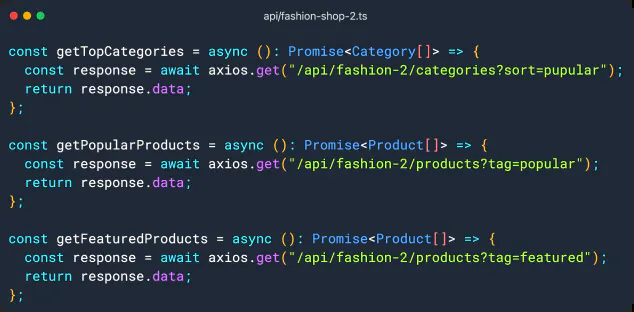 api/fashion-shop-2.ts
const getTopCategories = async (): Promise<Category[]> => {
  const response = await axios.get("/api/fashion-2/categories?sort=pupular");
  return response.data;
};
const getPopularProducts = async (): Promise<Product[]> => {
  const response = await axios.get("/api/fashion-2/products?tag=popular");
  return response.data;
};
const getFeaturedProducts = async (): Promise<Product[]> => {
  const response = await axios.get("/api/fashion-2/products?tag=featured");
  return response.data;
};